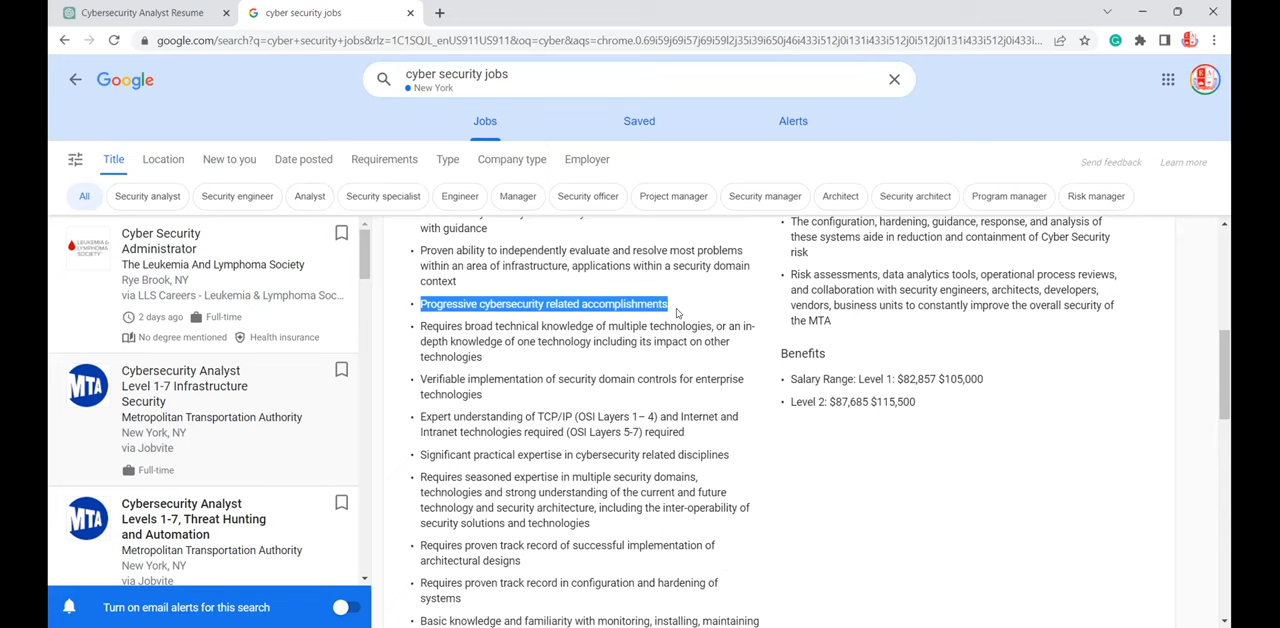 Cybersecurity Analyst Resume
cyber security jobs
google.com/search?q=cyber+security+jobs&rlz=1C1SQJL_enUS911US911&oq=cyber&aqs=chrome.0.69i59j69i57j69i59l2j35i39i650j46i433i512j0i131i433i512j0i512j0i131i433i512j0i433i...
Google
cyber security jobs
New York
Jobs
Saved
Alerts
Title
Location
New to you
Date posted
Requirements
Type
Company type
Employer
Send feedback
Learn more
All
Security analyst
Security engineer
Analyst
Security specialist
Engineer
Manager
Security officer
Project manager
Security manager
Architect
Security architect
Program manager
Risk manager
LEUKEMIA &
LYMPHOMA
SOCIETY
Cyber Security
Administrator
The Leukemia And Lymphoma Society
Rye Brook, NY
via LLS Careers - Leukemia & Lymphoma Soc...
2 days ago
Full-time
No degree mentioned
Health insurance
MTA
Cybersecurity Analyst
Level 1-7 Infrastructure
Security
Metropolitan Transportation Authority
New York, NY
via Jobvite
Full-time
MTA
Cybersecurity Analyst
Levels 1-7, Threat Hunting
and Automation
Metropolitan Transportation Authority
New York, NY
via Jobvite
Turn on email alerts for this search
with guidance
• Proven ability to independently evaluate and resolve most problems
within an area of infrastructure, applications within a security domain
context
• Progressive cybersecurity related accomplishments
• Requires broad technical knowledge of multiple technologies, or an in-
depth knowledge of one technology including its impact on other
technologies
• Verifiable implementation of security domain controls for enterprise
technologies
• Expert understanding of TCP/IP (OSI Layers 1– 4) and Internet and
Intranet technologies required (OSI Layers 5-7) required
• Significant practical expertise in cybersecurity related disciplines
• Requires seasoned expertise in multiple security domains,
technologies and strong understanding of the current and future
technology and security architecture, including the inter-operability of
security solutions and technologies
• Requires proven track record of successful implementation of
architectural designs
• Requires proven track record in configuration and hardening of
systems
• Basic knowledge and familiarity with monitoring, installing, maintaining
• The configuration, hardening, guidance, response, and analysis of
these systems aide in reduction and containment of Cyber Security
risk
• Risk assessments, data analytics tools, operational process reviews,
and collaboration with security engineers, architects, developers,
vendors, business units to constantly improve the overall security of
the MTA
Benefits
• Salary Range: Level 1: $82,857 $105,000
• Level 2: $87,685 $115,500